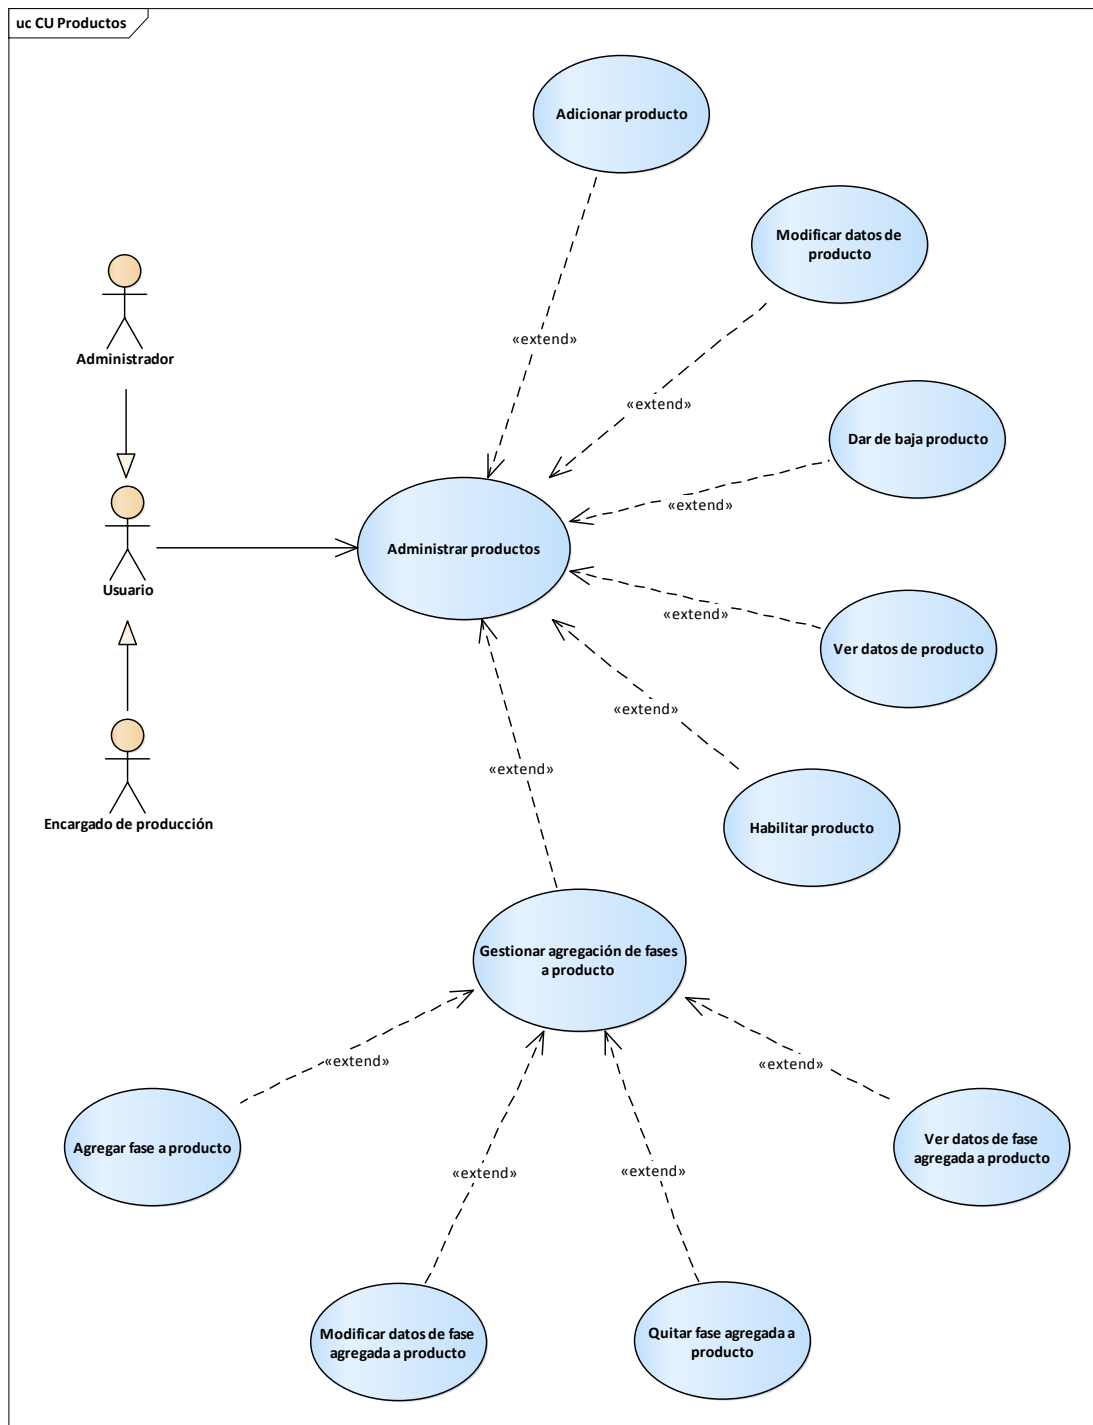 uc CU Productos
Adicionar producto
Modificar datos de
producto
Administrador
«extend»
«extend»
Dar de baja producto
«extend»
Administrar productos
Usuario
«extend»
Ver datos de producto
«extend»
«extend»
Encargado de producción
Habilitar producto
Gestionar agregación de fases
a producto
«extend»
«extend»
Agregar fase a producto
Ver datos de fase
agregada a producto
«extend»
«extend»
Modificar datos de fase
agregada a producto
Quitar fase agregada a
producto